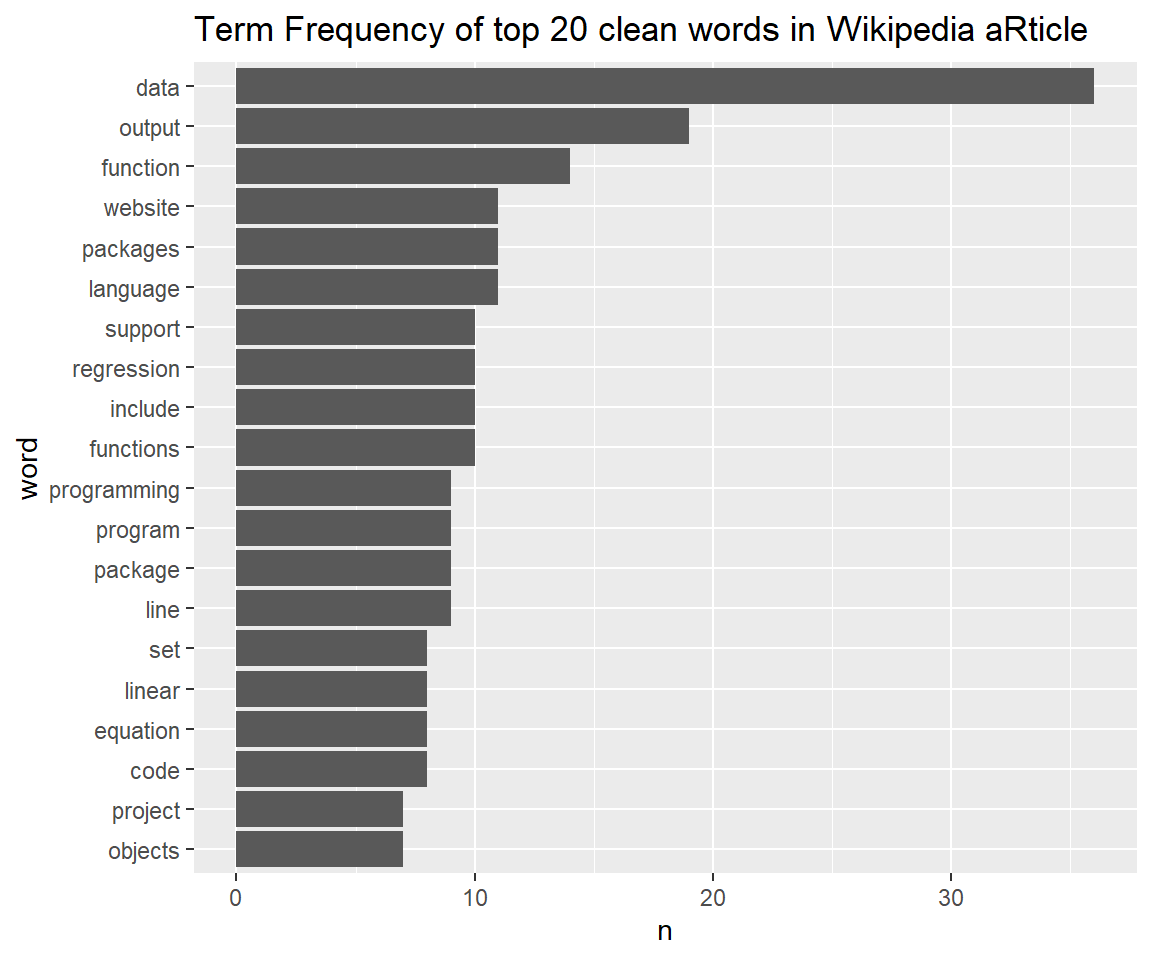 Term Frequency of top 20 clean words in Wikipedia aRticle
data
output
function
website
packages
language
support
regression
include
functions
programming
program
package
line
set
linear
equation
code
project
objects
word
0 10 20 30
n